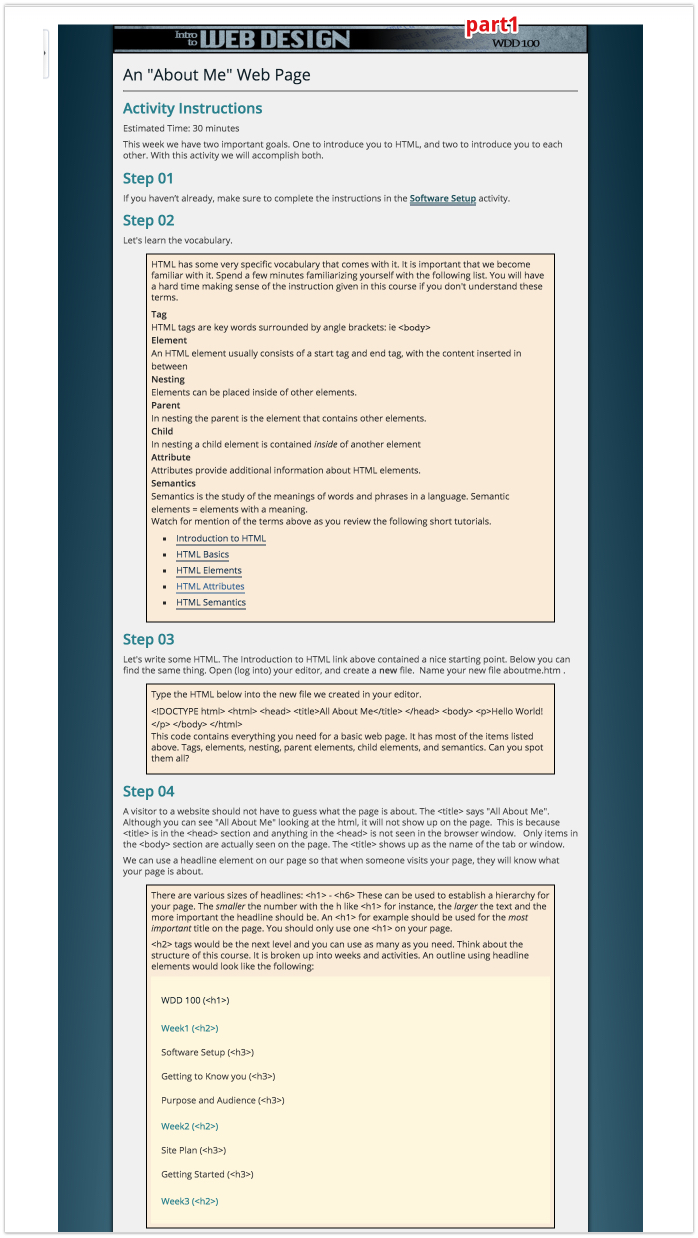 part1
Intro to WEB DESIGN
WDD 100
An "About Me" Web Page
Activity Instructions
Estimated Time: 30 minutes
This week we have two important goals. One to introduce you to HTML, and two to introduce you to each
other. With this activity we will accomplish both.
Step 01
If you haven't already, make sure to complete the instructions in the Software Setup activity.
Step 02
Let's learn the vocabulary.
HTML has some very specific vocabulary that comes with it. It is important that we become
familiar with it. Spend a few minutes familiarizing yourself with the following list. You will have
a hard time making sense of the instruction given in this course if you don't understand these
terms.
Tag
HTML tags are key words surrounded by angle brackets: ie <body>
Element
An HTML element usually consists of a start tag and end tag, with the content inserted in
between
Nesting
Elements can be placed inside of other elements.
Parent
In nesting the parent is the element that contains other elements.
Child
In nesting a child element is contained inside of another element
Attribute
Attributes provide additional information about HTML elements.
Semantics
Semantics is the study of the meanings of words and phrases in a language. Semantic
elements = elements with a meaning.
Watch for mention of the terms above as you review the following short tutorials.
▪ Introduction to HTML
▪ HTML Basics
▪ HTML Elements
▪ HTML Attributes
▪ HTML Semantics
Step 03
Let's write some HTML. The Introduction to HTML link above contained a nice starting point. Below you can
find the same thing. Open (log into) your editor, and create a new file. Name your new file aboutme.htm .
Type the HTML below into the new file we created in your editor.
<!DOCTYPE html> <html> <head> <title>All About Me</title> </head> <body> <p>Hello World!
</p> </body> </html>
This code contains everything you need for a basic web page. It has most of the items listed
above. Tags, elements, nesting, parent elements, child elements, and semantics. Can you spot
them all?
Step 04
A visitor to a website should not have to guess what the page is about. The <title> says "All About Me".
Although you can see "All About Me" looking at the html, it will not show up on the page. This is because
<title> is in the <head> section and anything in the <head> is not seen in the browser window. Only items in
the <body> section are actually seen on the page. The <title> shows up as the name of the tab or window.
We can use a headline element on our page so that when someone visits your page, they will know what
your page is about.
There are various sizes of headlines: <h1> - <h6> These can be used to establish a hierarchy for
your page. The smaller the number with the h like <h1> for instance, the larger the text and the
more important the headline should be. An <h1> for example should be used for the most
important title on the page. You should only use one <h1> on your page.
<h2> tags would be the next level and you can use as many as you need. Think about the
structure of this course. It is broken up into weeks and activities. An outline using headline
elements would look like the following:
WDD 100 (<h1>)
Week1 (<h2>)
Software Setup (<h3>)
Getting to Know you (<h3>)
Purpose and Audience (<h3>)
Week2 (<h2>)
Site Plan (<h3>)
Getting Started (<h3>)
Week3 (<h2>)